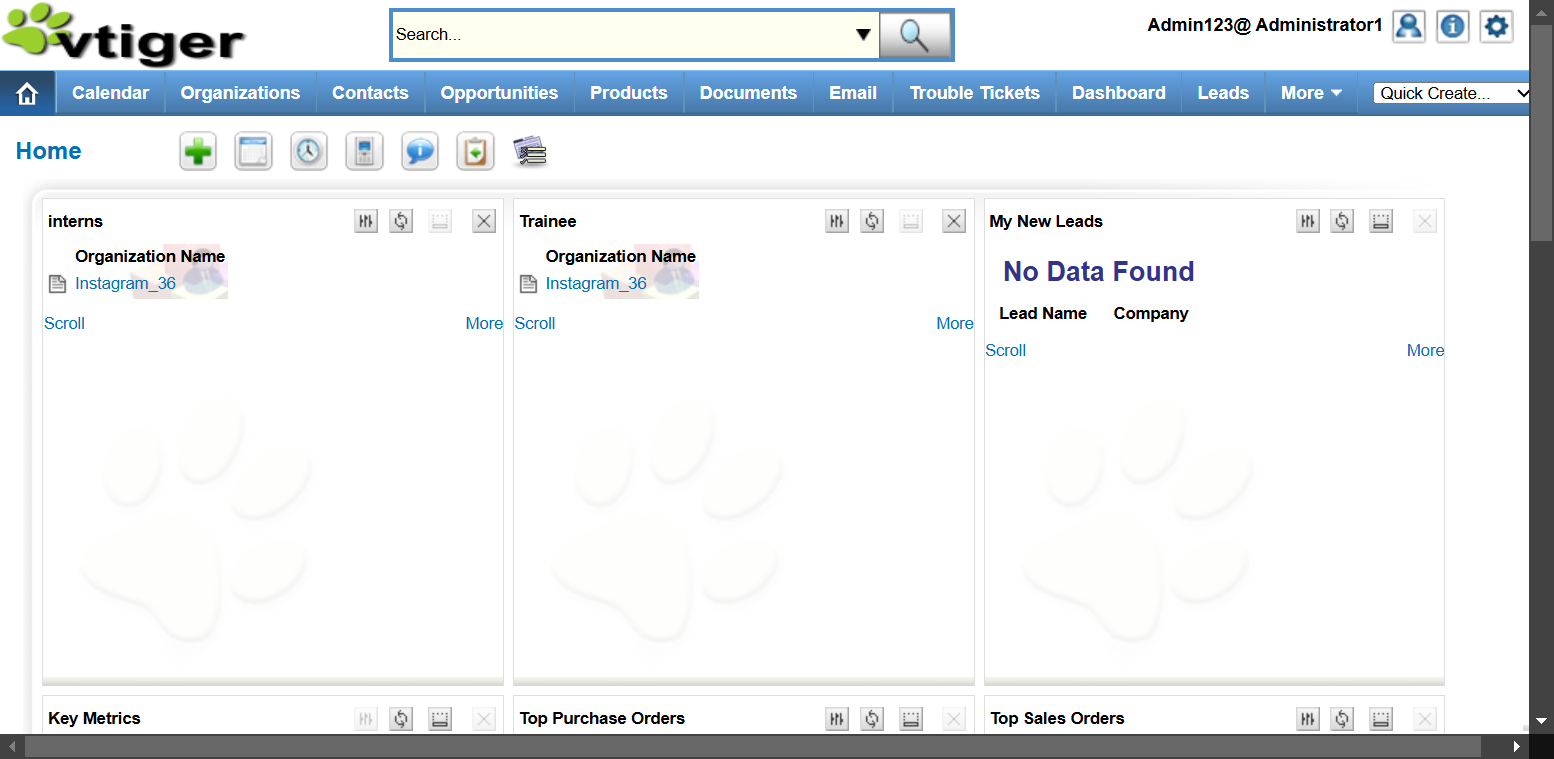 vtiger
Search...
Admin123@ Administrator1
Calendar Organizations Contacts Opportunities Products Documents Email Trouble Tickets Dashboard Leads More Quick Create...
Home
interns
Organization Name
Instagram_36
Scroll More
Trainee
Organization Name
Instagram_36
Scroll More
My New Leads
No Data Found
Lead Name Company
Scroll More
Key Metrics
Top Purchase Orders
Top Sales Orders